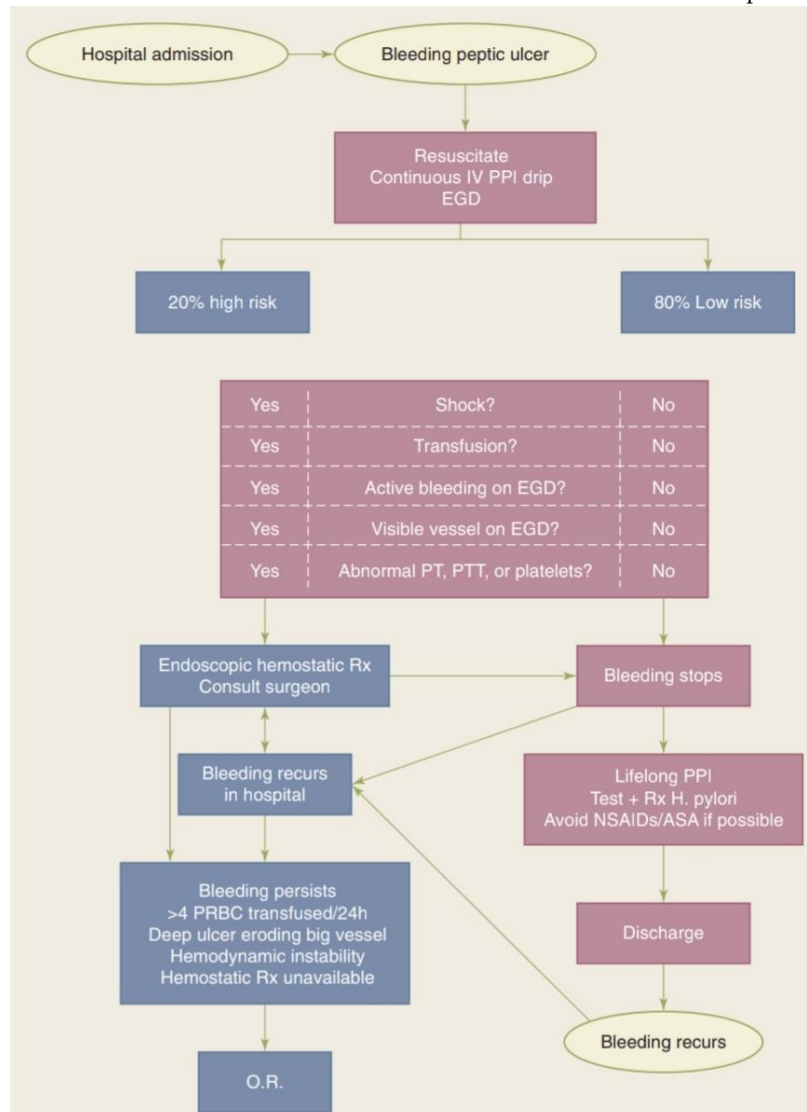 Hospital admission
Bleeding peptic ulcer
Resuscitate
Continuous IV PPI drip
EGD
20% high risk
80% Low risk
Yes Shock? No
Yes Transfusion? No
Yes Active bleeding on EGD? No
Yes Visible vessel on EGD? No
Yes Abnormal PT, PTT, or platelets? No
Endoscopic hemostatic Rx
Consult surgeon
Bleeding stops
Bleeding recurs
in hospital
Lifelong PPI
Test + Rx H. pylori
Avoid NSAIDs/ASA if possible
Bleeding persists
>4 PRBC transfused/24h
Deep ulcer eroding big vessel
Hemodynamic instability
Hemostatic Rx unavailable
Discharge
Bleeding recurs
O.R.